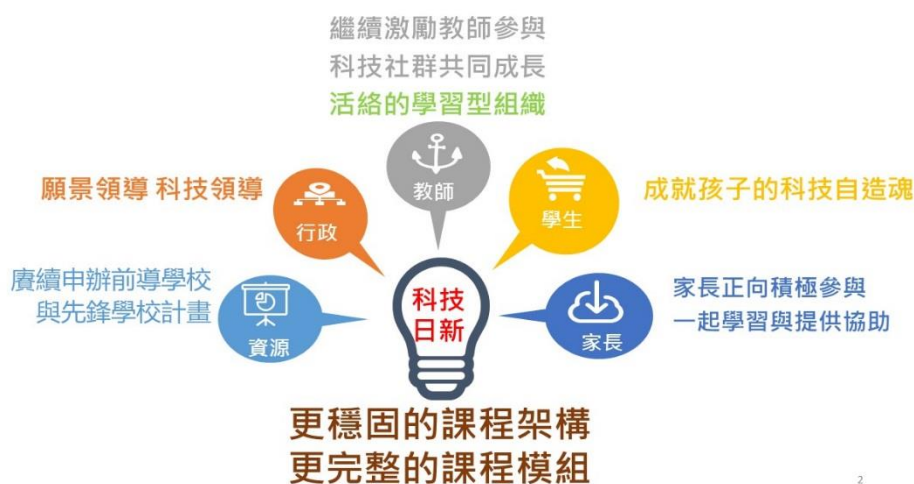 繼續激勵教師參與
科技社群共同成長
活絡的學習型組織
教師
願景領導 科技領導
行政
學生
成就孩子的科技自造魂
賡續申辦前導學校
與先鋒學校計畫
資源
科技
日新
家長
家長正向積極參與
一起學習與提供協助
更穩固的課程架構
更完整的課程模組
2